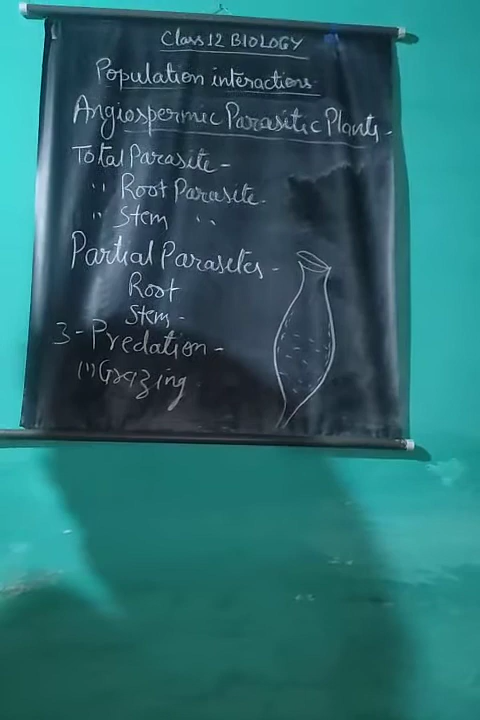 Class 12 BIOLOGY
Population interactions
Angiospermic Parasitic Plants-
Total Parasite-
" Root Parasite.
" Stem "
Partial Parasites-
Root
Stem-
3-Predation-
(i) Grazing